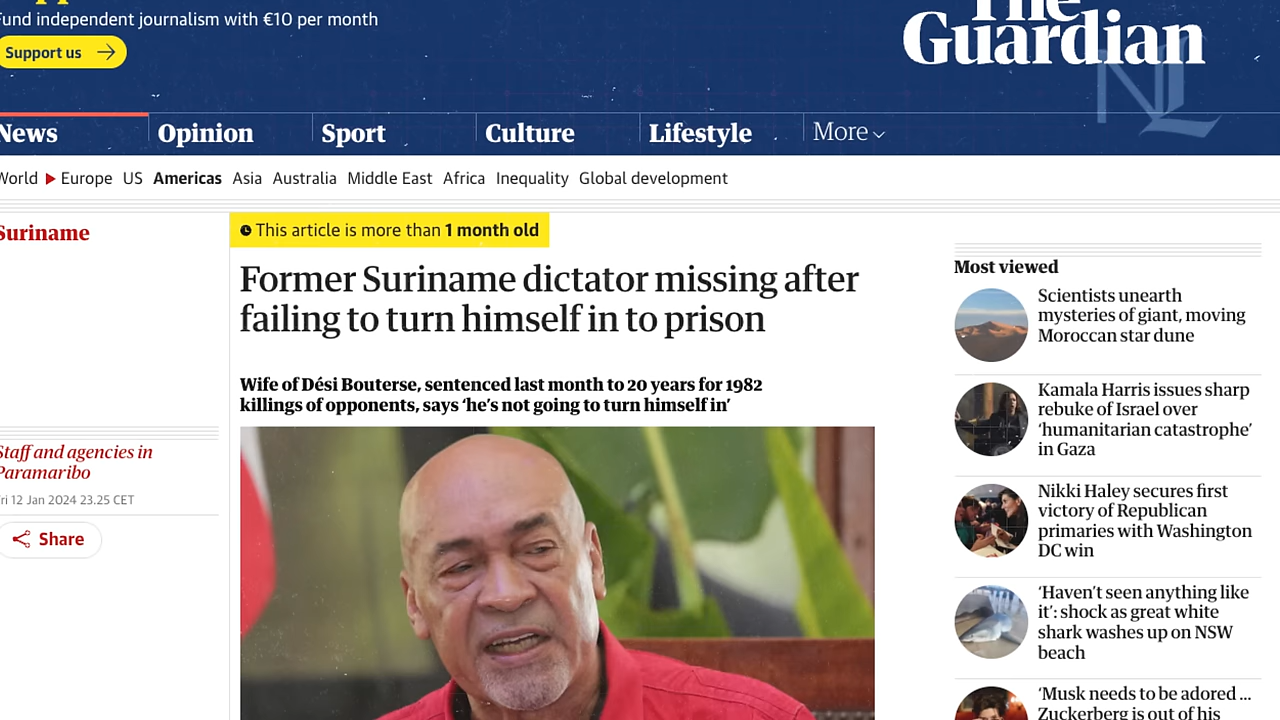 Fund independent journalism with €10 per month
Support us
The
Guardian
NL
News
Opinion
Sport
Culture
Lifestyle
More
World
Europe
US
Americas
Asia
Australia
Middle East
Africa
Inequality
Global development
Suriname
This article is more than 1 month old
Former Suriname dictator missing after
failing to turn himself in to prison
Wife of Dési Bouterse, sentenced last month to 20 years for 1982
killings of opponents, says ‘he’s not going to turn himself in’
Staff and agencies in
Paramaribo
Fri 12 Jan 2024 23.25 CET
Share
Most viewed
Scientists unearth
mysteries of giant, moving
Moroccan star dune
Kamala Harris issues sharp
rebuke of Israel over
‘humanitarian catastrophe’
in Gaza
Nikki Haley secures first
victory of Republican
primaries with Washington
DC win
‘Haven’t seen anything like
it’: shock as great white
shark washes up on NSW
beach
‘Musk needs to be adored ...
Zuckerberg is out of his